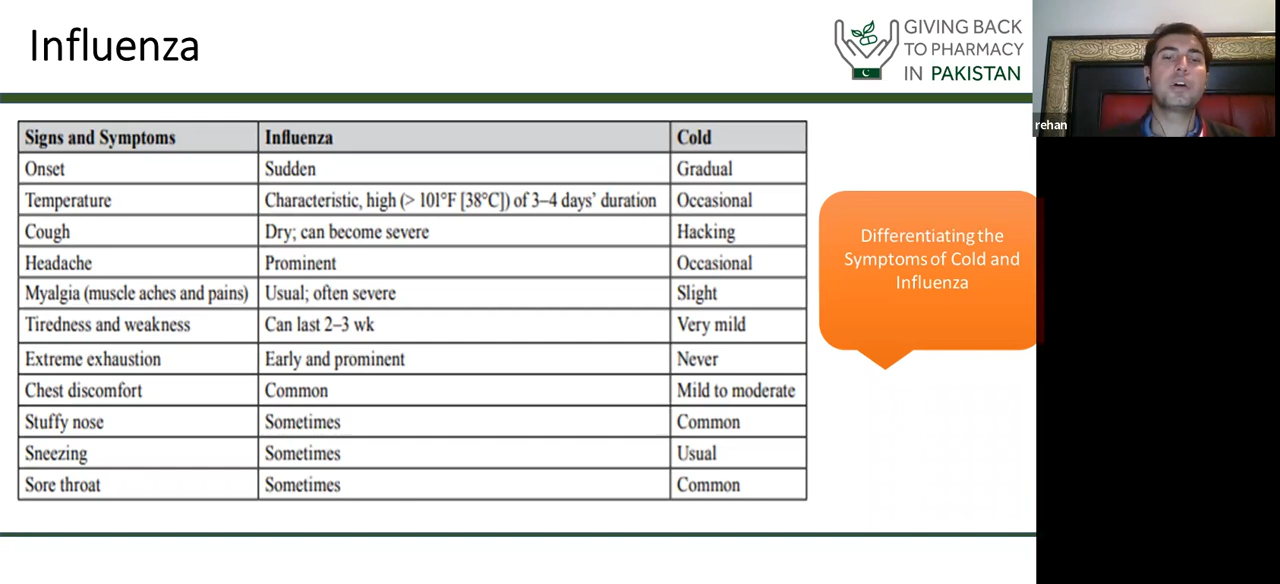 Influenza
GIVING BACK
TO PHARMACY
IN PAKISTAN
rehan
Signs and Symptoms Influenza Cold
Onset Sudden Gradual
Temperature Characteristic, high (> 101°F [38°C]) of 3–4 days’ duration Occasional
Cough Dry; can become severe Hacking
Headache Prominent Occasional
Myalgia (muscle aches and pains) Usual; often severe Slight
Tiredness and weakness Can last 2–3 wk Very mild
Extreme exhaustion Early and prominent Never
Chest discomfort Common Mild to moderate
Stuffy nose Sometimes Common
Sneezing Sometimes Usual
Sore throat Sometimes Common
Differentiating the
Symptoms of Cold and
Influenza